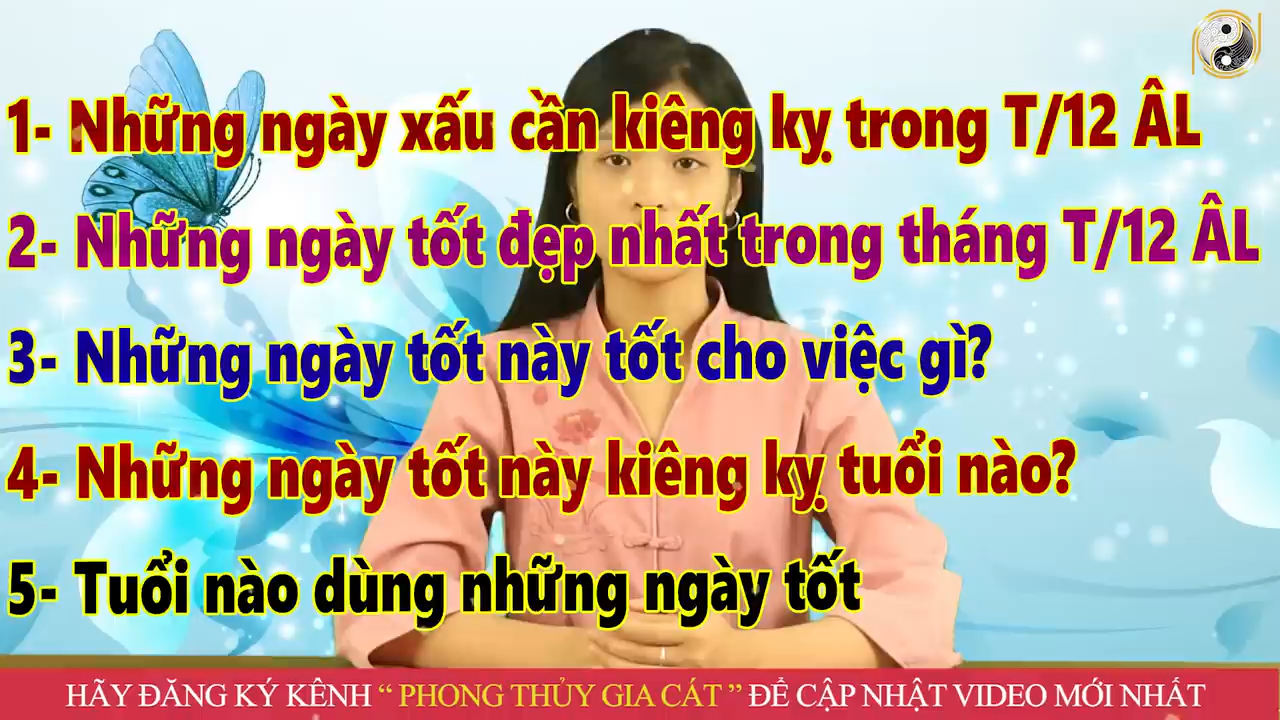 1- Những ngày xấu cần kiêng kỵ trong T/12 ÂL
2- Những ngày tốt đẹp nhất trong tháng T/12 ÂL
3- Những ngày tốt này tốt cho việc gì?
4- Những ngày tốt này kiêng kỵ tuổi nào?
5- Tuổi nào dùng những ngày tốt
HÃY ĐĂNG KÝ KÊNH “ PHONG THỦY GIA CÁT ” ĐỂ CẬP NHẬT VIDEO MỚI NHẤT